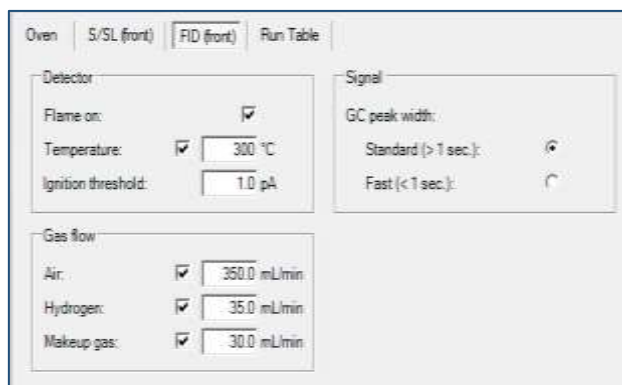 Oven S/SL (front) FID (front) Run Table
Detector
Flame on:
Temperature: 300 °C
Ignition threshold: 1.0 pA
Gas flow
Air: 350.0 mL/min
Hydrogen: 35.0 mL/min
Makeup gas: 30.0 mL/min
Signal
GC peak width:
Standard (> 1 sec.):
Fast (< 1 sec.):